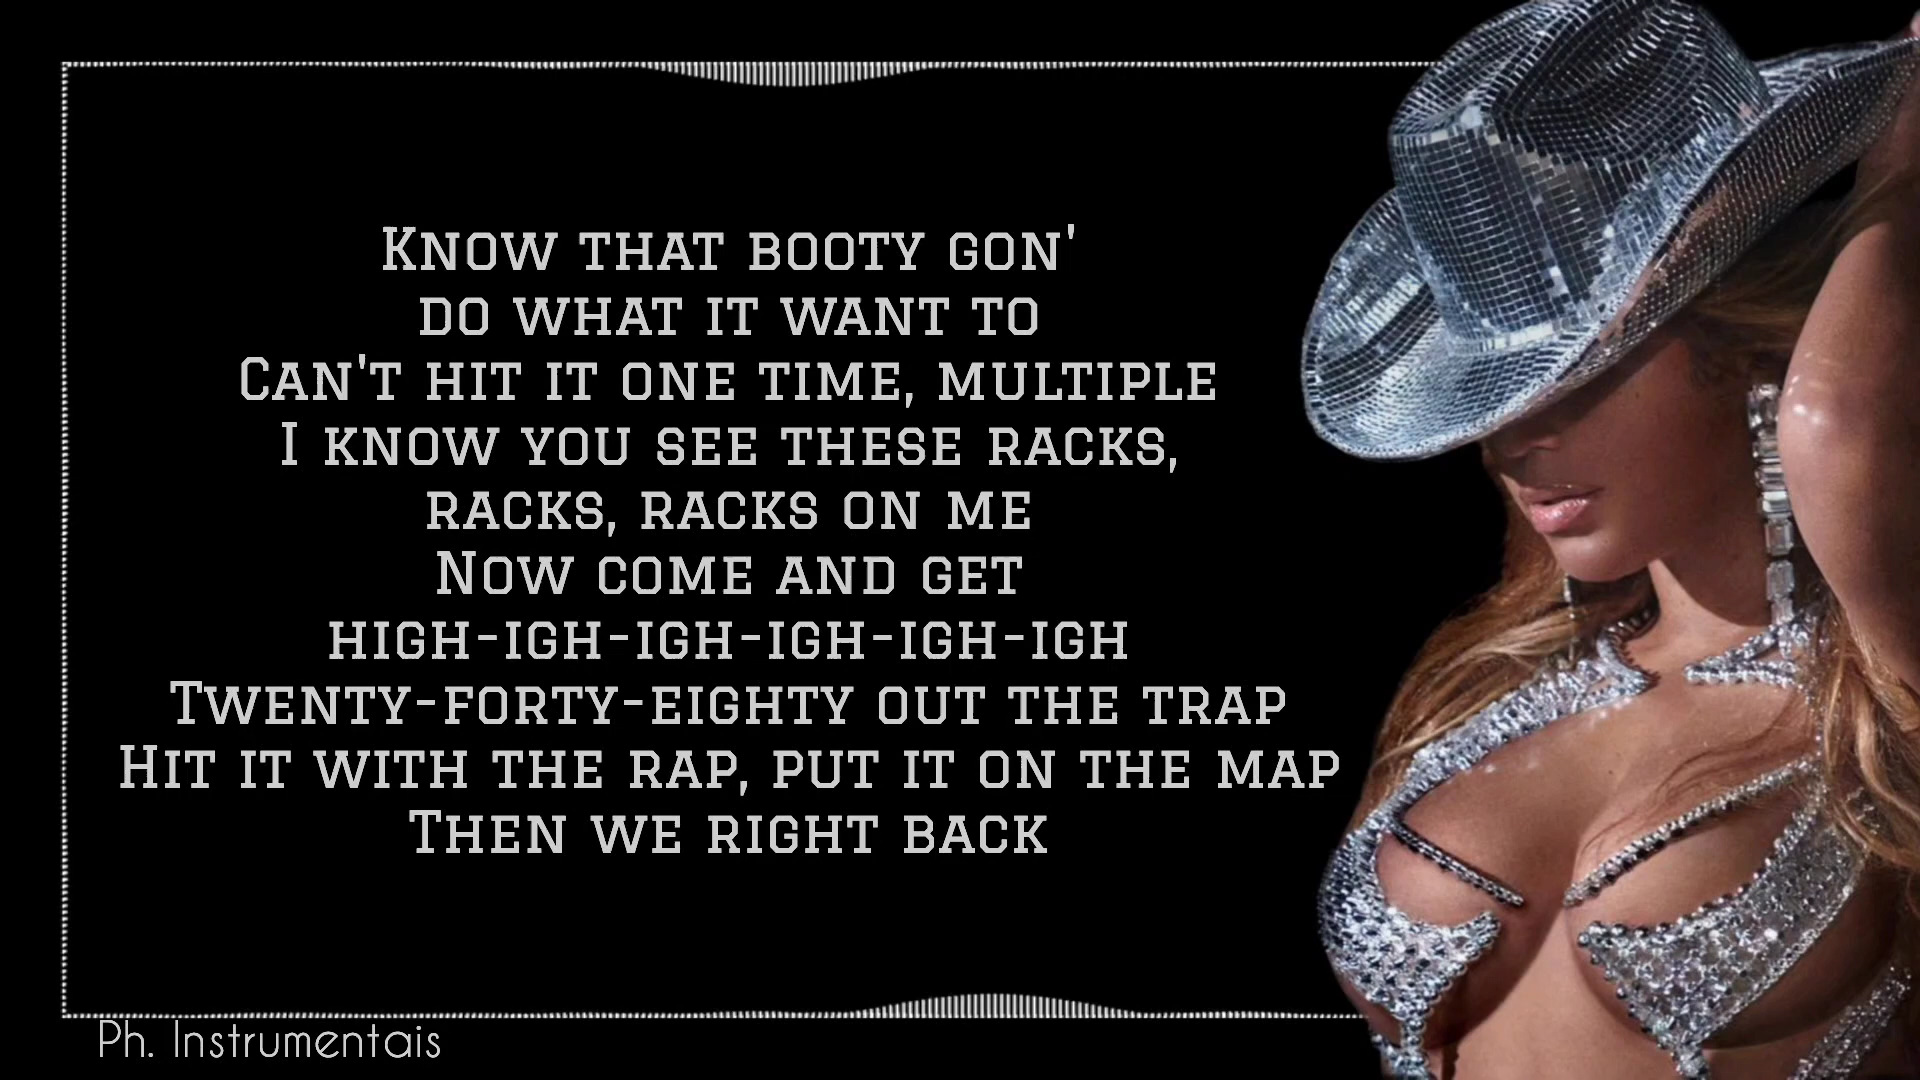 Know that booty gon'
do what it want to
Can't hit it one time, multiple
I know you see these racks,
racks, racks on me
Now come and get
high-igh-igh-igh-igh-igh
Twenty-forty-eighty out the trap
Hit it with the rap, put it on the map
Then we right back
Ph. Instrumentais